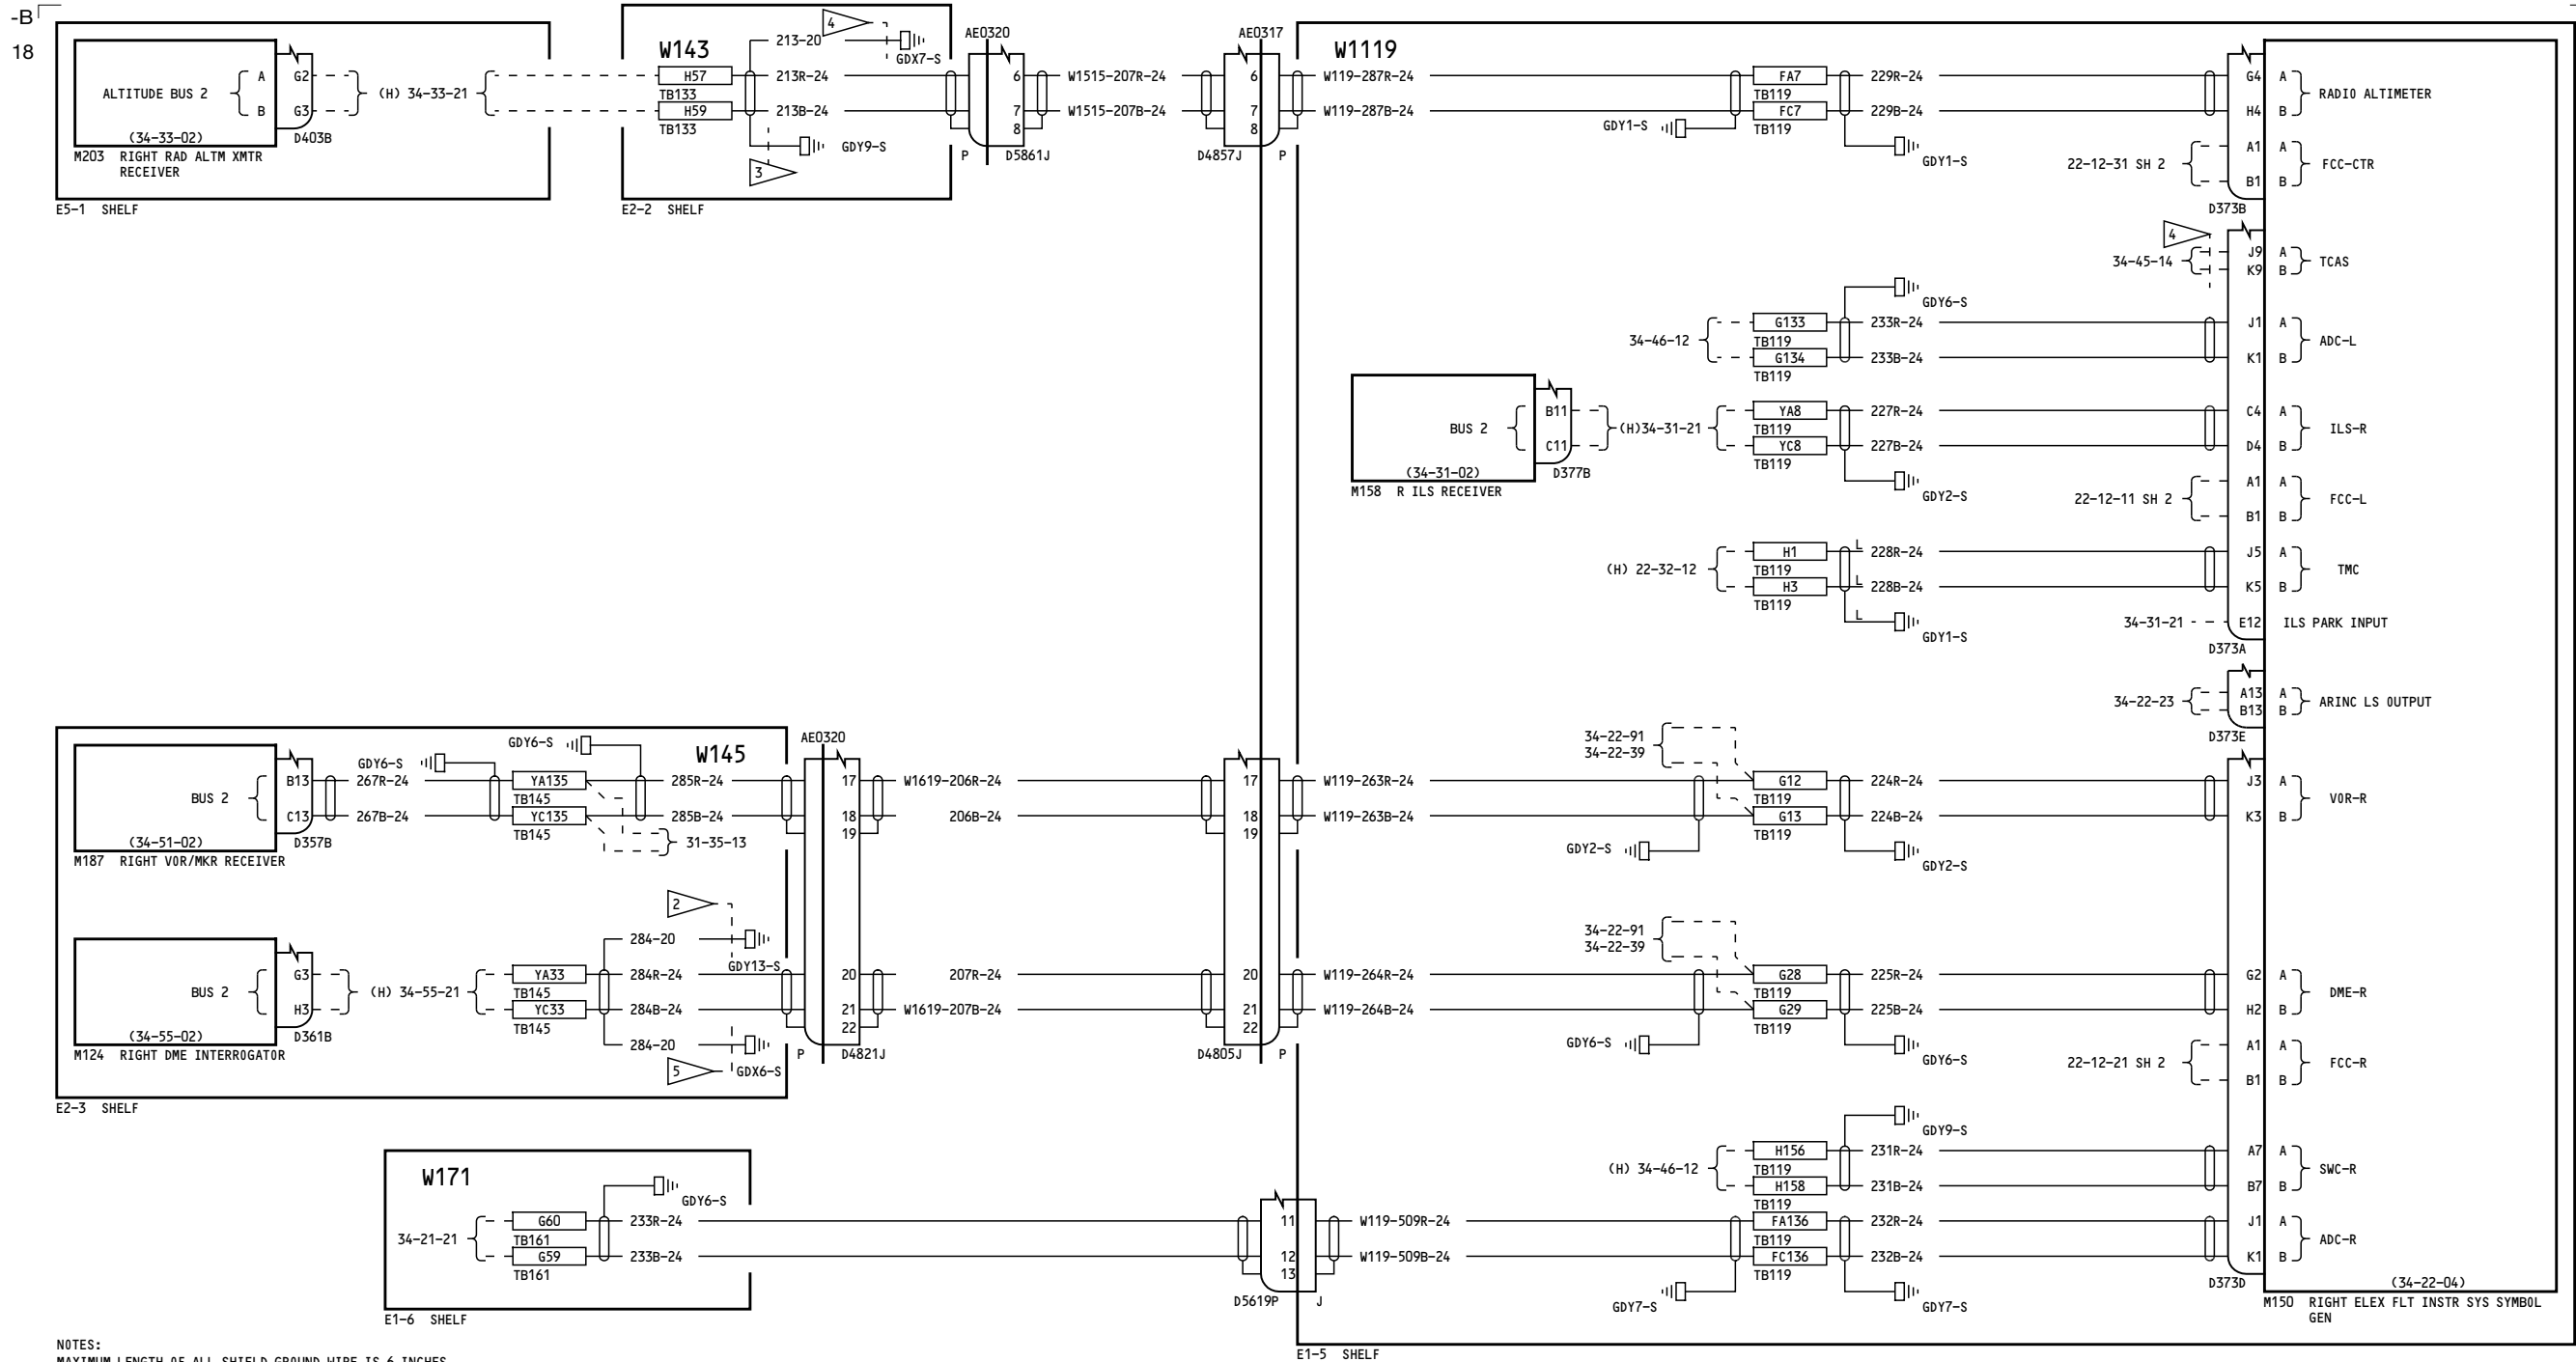 -B
18
ALTITUDE BUS 2
A
B
G2
G3
(34-33-02)
D403B
M203 RIGHT RAD ALTM XMTR
RECEIVER
E5-1 SHELF
(H) 34-33-21
W143
H57
TB133
H59
TB133
213-20
213R-24
213B-24
4
GDX7-S
GDY9-S
3
E2-2 SHELF
AE0320
6
7
8
P
D5861J
W1515-207R-24
W1515-207B-24
AE0317
6
7
8
D4857J
P
W1119
W119-287R-24
W119-287B-24
GDY1-S
FA7
TB119
FC7
TB119
229R-24
229B-24
GDY1-S
G4 A
H4 B
RADIO ALTIMETER
22-12-31 SH 2
A1 A
B1 B
FCC-CTR
D373B
4
34-45-14
J9 A
K9 B
TCAS
GDY6-S
34-46-12
G133
TB119
G134
TB119
233R-24
233B-24
J1 A
K1 B
ADC-L
BUS 2
B11
C11
(34-31-02)
D377B
M158 R ILS RECEIVER
(H)34-31-21
YA8
TB119
YC8
TB119
227R-24
227B-24
GDY2-S
C4 A
D4 B
ILS-R
22-12-11 SH 2
A1 A
B1 B
FCC-L
(H) 22-32-12
H1
TB119
H3
TB119
L
228R-24
L
228B-24
L
GDY1-S
J5 A
K5 B
TMC
34-31-21
E12 ILS PARK INPUT
D373A
34-22-23
A13 A
B13 B
ARINC LS OUTPUT
D373E
BUS 2
B13
C13
(34-51-02)
D357B
M187 RIGHT VOR/MKR RECEIVER
GDY6-S
267R-24
267B-24
GDY6-S
YA135
TB145
YC135
TB145
W145
285R-24
285B-24
31-35-13
AE0320
17
18
19
W1619-206R-24
206B-24
17
18
19
W119-263R-24
W119-263B-24
34-22-91
34-22-39
GDY2-S
G12
TB119
G13
TB119
224R-24
224B-24
GDY2-S
J3 A
K3 B
VOR-R
BUS 2
G3
H3
(34-55-02)
D361B
M124 RIGHT DME INTERROGATOR
(H) 34-55-21
YA33
TB145
YC33
TB145
2
284-20
GDY13-S
284R-24
284B-24
284-20
5
GDX6-S
E2-3 SHELF
20
21
22
P
D4821J
207R-24
W1619-207B-24
20
21
22
D4805J
P
W119-264R-24
W119-264B-24
34-22-91
34-22-39
GDY6-S
G28
TB119
G29
TB119
225R-24
225B-24
GDY6-S
G2 A
H2 B
DME-R
22-12-21 SH 2
A1 A
B1 B
FCC-R
W171
34-21-21
G60
TB161
G59
TB161
GDY6-S
233R-24
233B-24
E1-6 SHELF
11
12
13
D5619P
J
W119-509R-24
W119-509B-24
GDY7-S
GDY9-S
(H) 34-46-12
H156
TB119
H158
TB119
231R-24
231B-24
A7 A
B7 B
SWC-R
FA136
TB119
FC136
TB119
232R-24
232B-24
GDY7-S
J1 A
K1 B
ADC-R
D373D
(34-22-04)
M150 RIGHT ELEX FLT INSTR SYS SYMBOL
GEN
E1-5 SHELF
NOTES:
MAXIMUM LENGTH OF ALL SHIELD GROUND WIRE IS 6 INCHES